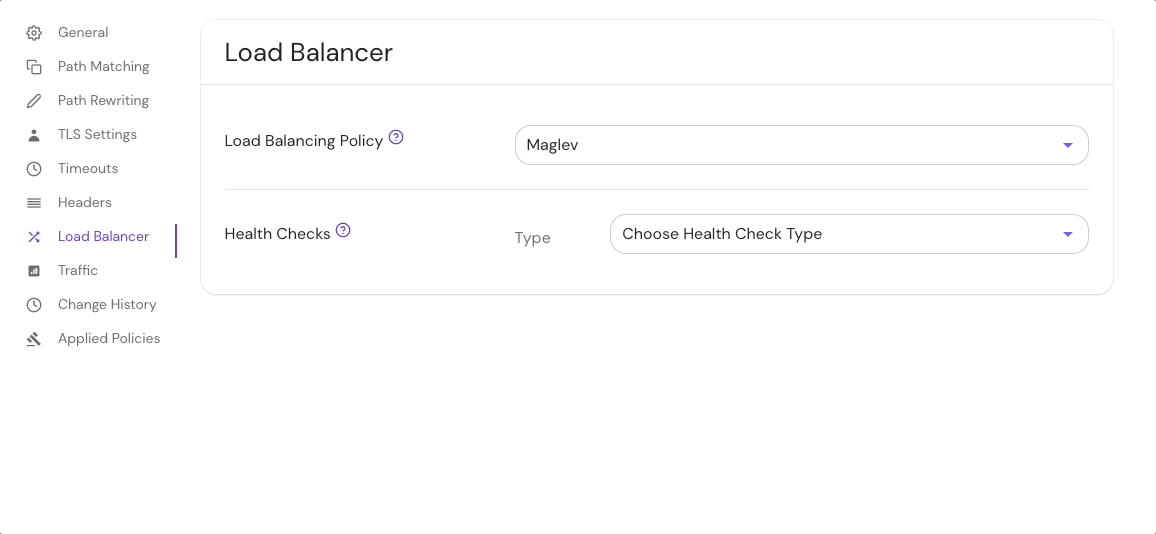 General
Path Matching
Path Rewriting
TLS Settings
Timeouts
Headers
Load Balancer
Traffic
Change History
Applied Policies
Load Balancer
Load Balancing Policy
Maglev
Health Checks
Type
Choose Health Check Type